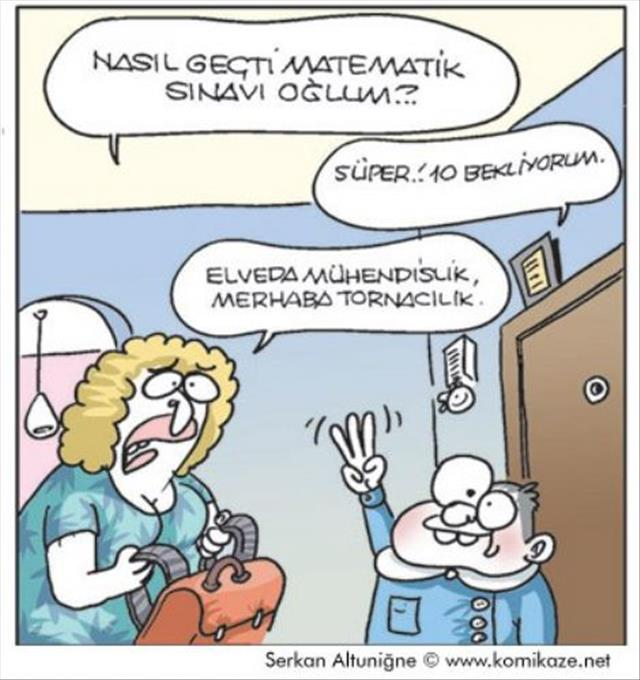 NASIL GEÇTİ MATEMATİK
SINAVI OĞLUM?
SÜPER.! 10 BEKLİYORUM.
ELVEDA MÜHENDİSLİK,
MERHABA TORNACILIK.
Serkan Altuniğne © www.komikaze.net